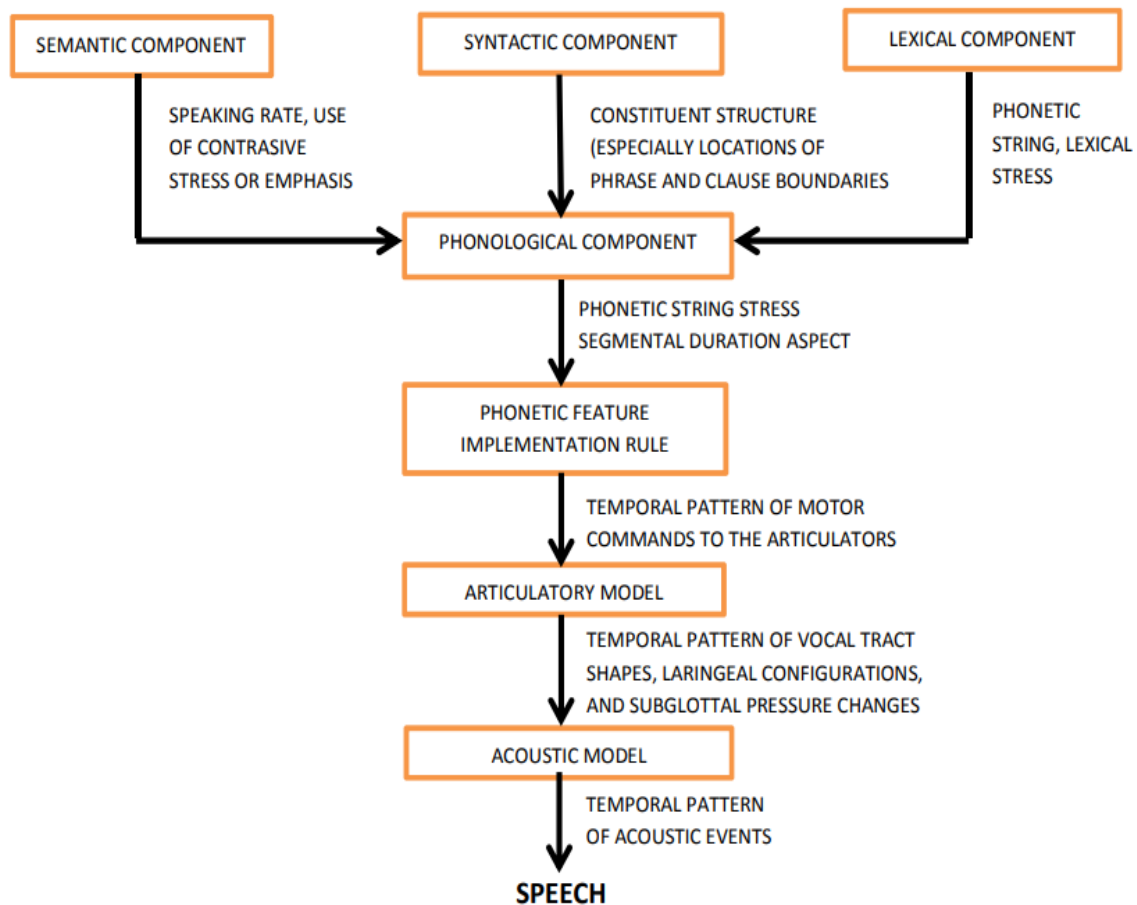 SEMANTIC COMPONENT
SYNTACTIC COMPONENT
LEXICAL COMPONENT
SPEAKING RATE, USE
OF CONTRASIVE
STRESS OR EMPHASIS
CONSTITUENT STRUCTURE
(ESPECIALLY LOCATIONS OF
PHRASE AND CLAUSE BOUNDARIES
PHONETIC
STRING, LEXICAL
STRESS
PHONOLOGICAL COMPONENT
PHONETIC STRING STRESS
SEGMENTAL DURATION ASPECT
PHONETIC FEATURE
IMPLEMENTATION RULE
TEMPORAL PATTERN OF MOTOR
COMMANDS TO THE ARTICULATORS
ARTICULATORY MODEL
TEMPORAL PATTERN OF VOCAL TRACT
SHAPES, LARINGEAL CONFIGURATIONS,
AND SUBGLOTTAL PRESSURE CHANGES
ACOUSTIC MODEL
TEMPORAL PATTERN
OF ACOUSTIC EVENTS
SPEECH